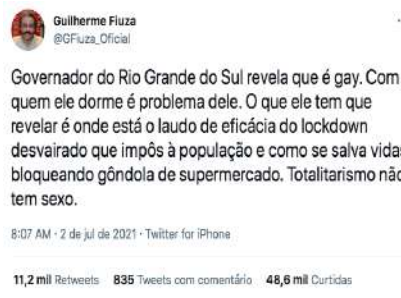 Guilherme Fiuza
@GFiuza_Oficial
Governador do Rio Grande do Sul revela que é gay. Com
quem ele dorme é problema dele. O que ele tem que
revelar é onde está o laudo de eficácia do lockdown
desvairado que impôs à população e como se salva vidas
bloqueando gôndola de supermercado. Totalitarismo não
tem sexo.
8:07 AM · 2 de jul de 2021 · Twitter for iPhone
11,2 mil Retweets 835 Tweets com comentário 48,6 mil Curtidas